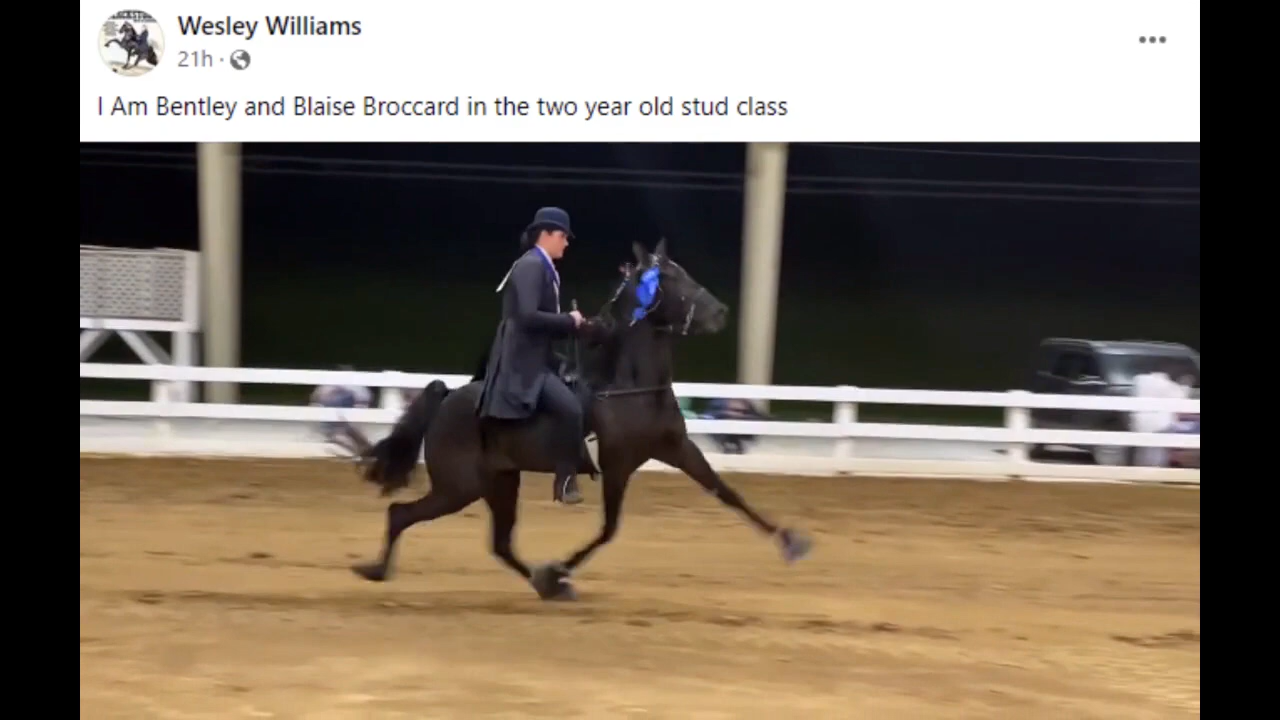 Wesley Williams
21h ·
I Am Bentley and Blaise Broccard in the two year old stud class